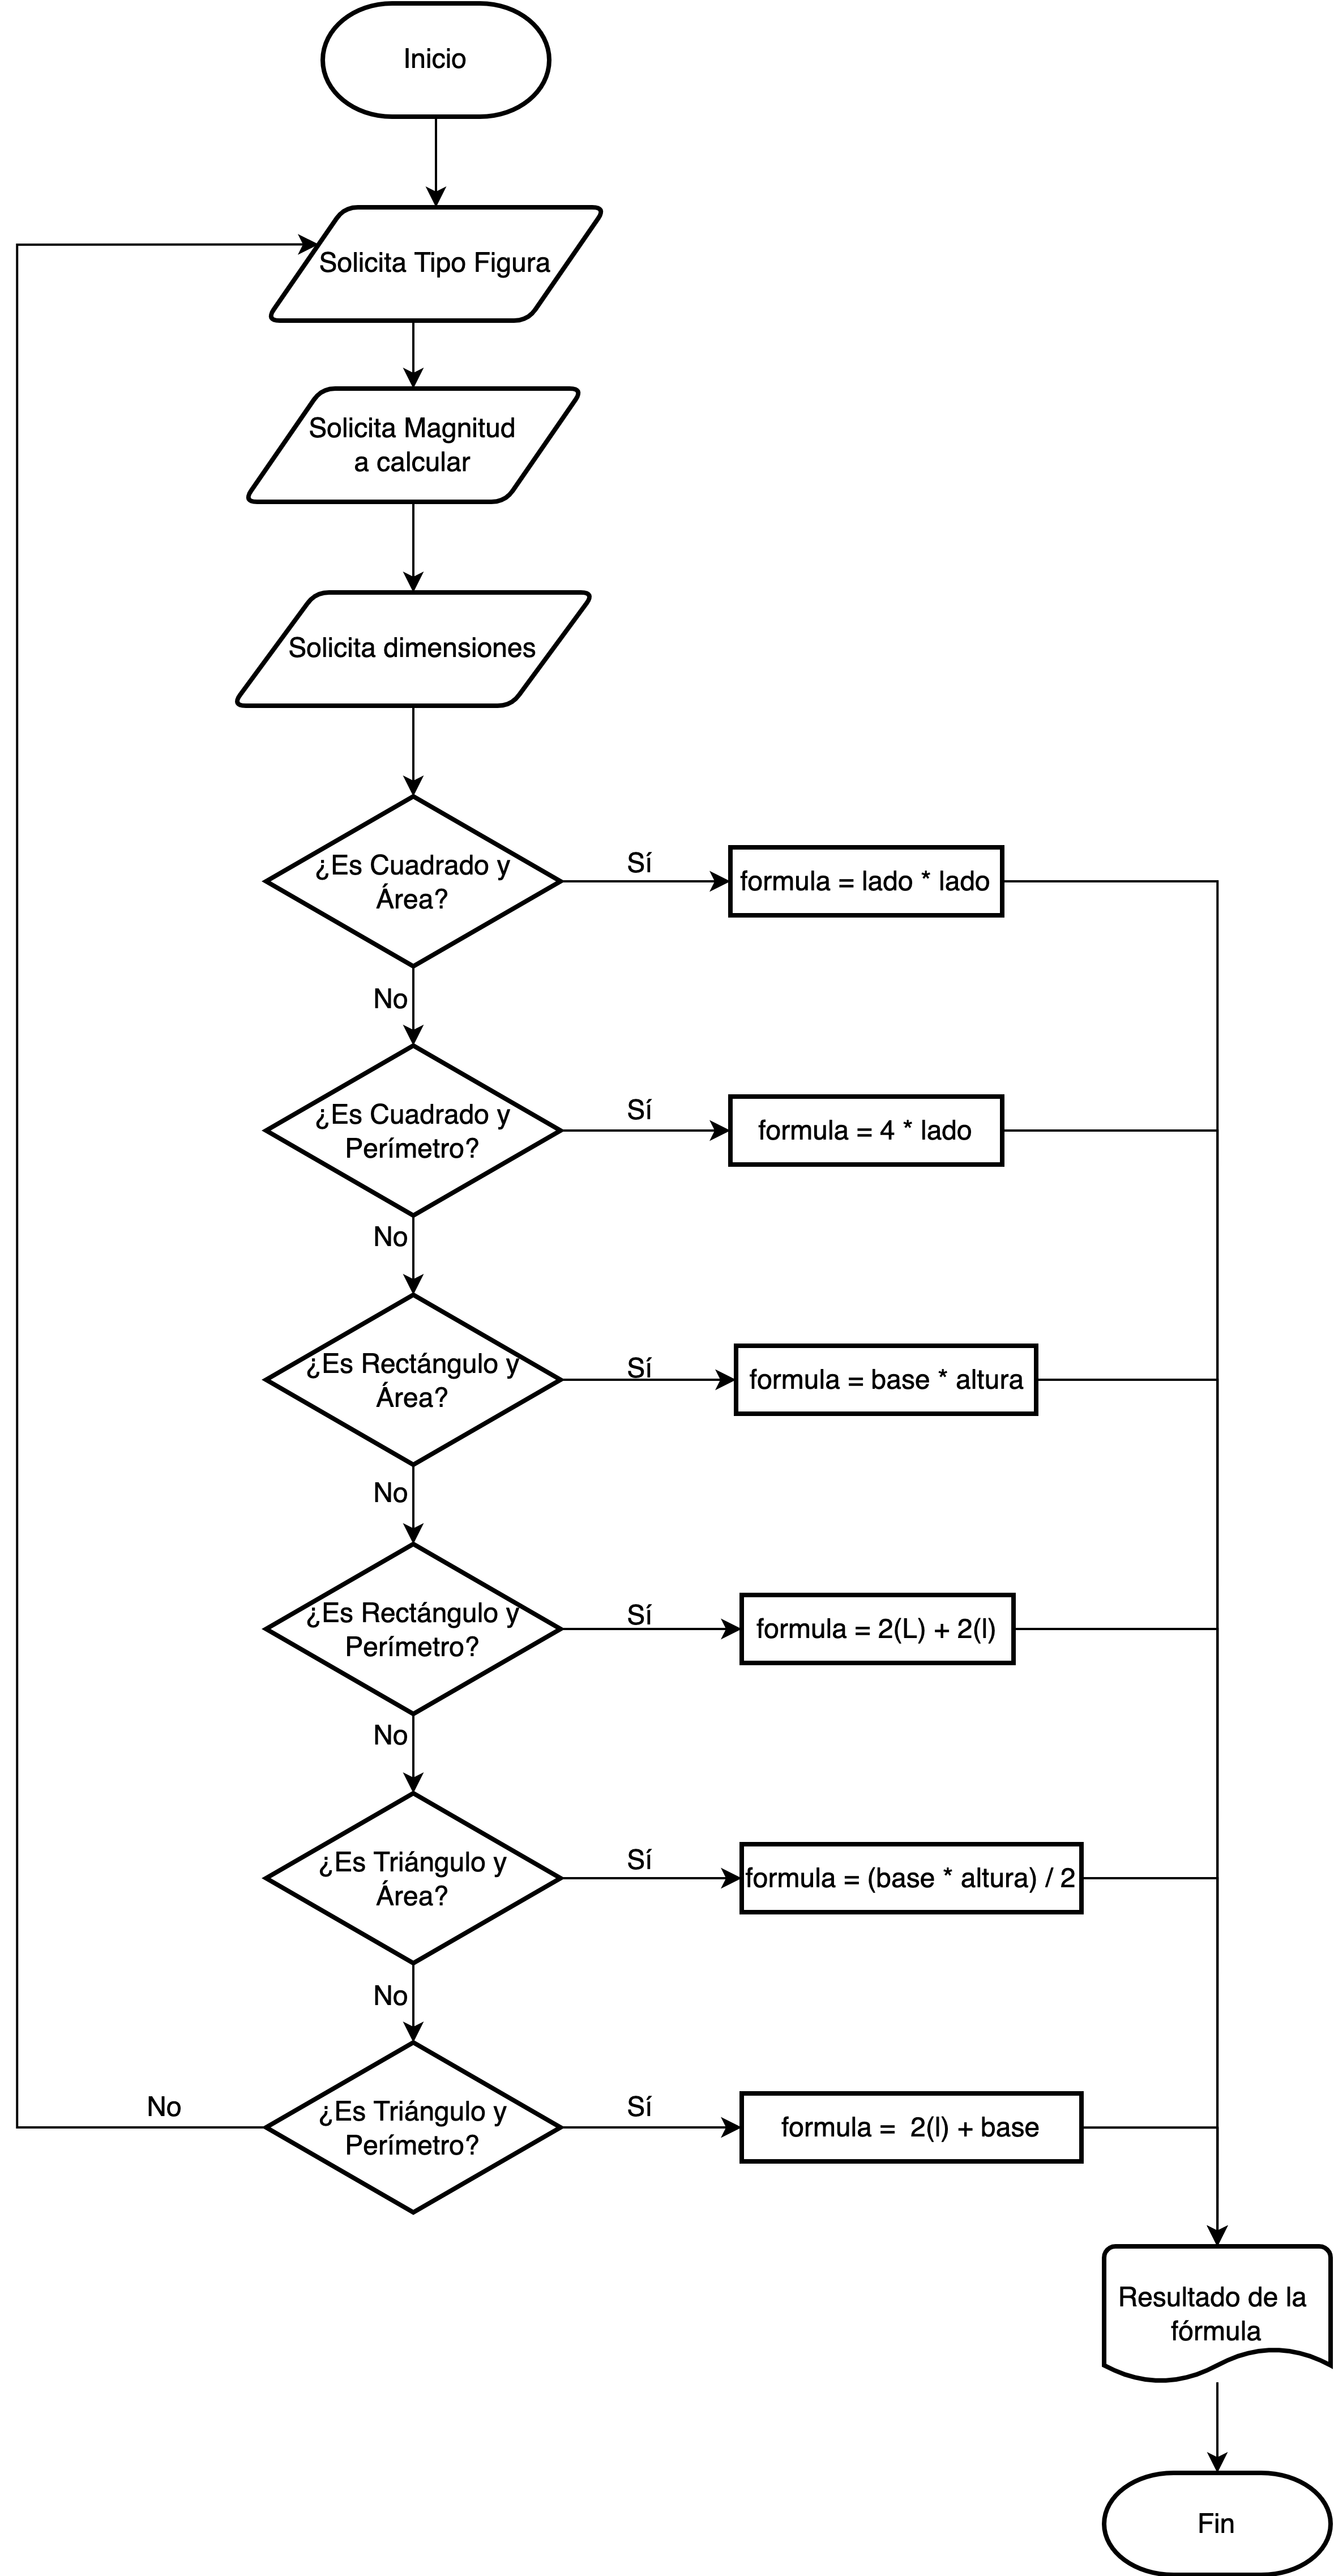 Inicio
Solicita Tipo Figura
Solicita Magnitud
a calcular
Solicita dimensiones
¿Es Cuadrado y
Área?
Sí
formula = lado * lado
No
¿Es Cuadrado y
Perímetro?
Sí
formula = 4 * lado
No
¿Es Rectángulo y
Área?
Sí
formula = base * altura
No
¿Es Rectángulo y
Perímetro?
Sí
formula = 2(L) + 2(l)
No
¿Es Triángulo y
Área?
Sí
formula = (base * altura) / 2
No
No
¿Es Triángulo y
Perímetro?
Sí
formula =  2(l) + base
Resultado de la
fórmula
Fin